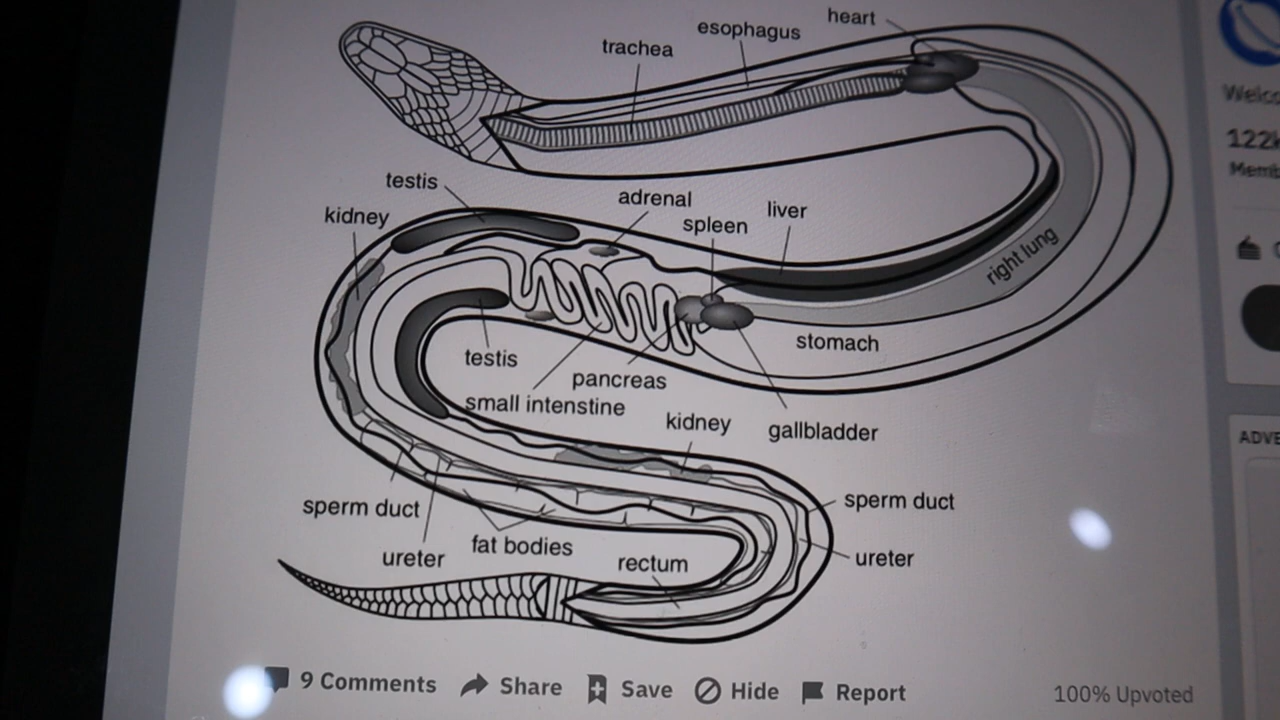 heart
esophagus
trachea
testis
adrenal
kidney
spleen
liver
right lung
stomach
testis
pancreas
small intenstine
kidney
gallbladder
sperm duct
sperm duct
fat bodies
ureter
ureter
rectum
9 Comments
Share
Save
Hide
Report
100% Upvoted
122k
ADVE